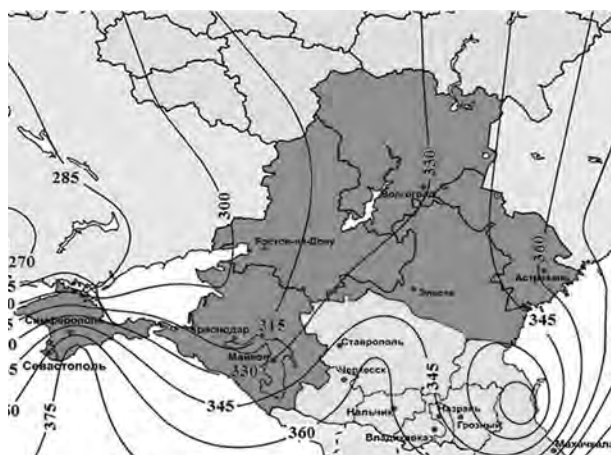 285
300
330
270
Ростов-на-Дону
Волгоград
360
Элиста
Астрахань
Симферополь
Краснодар
315
345
Севастополь
Майкоп
330
Ставрополь
Черкесск
345
345
375
360
Нальчик
Назрань
Грозный
Владикавказ
Махачкала